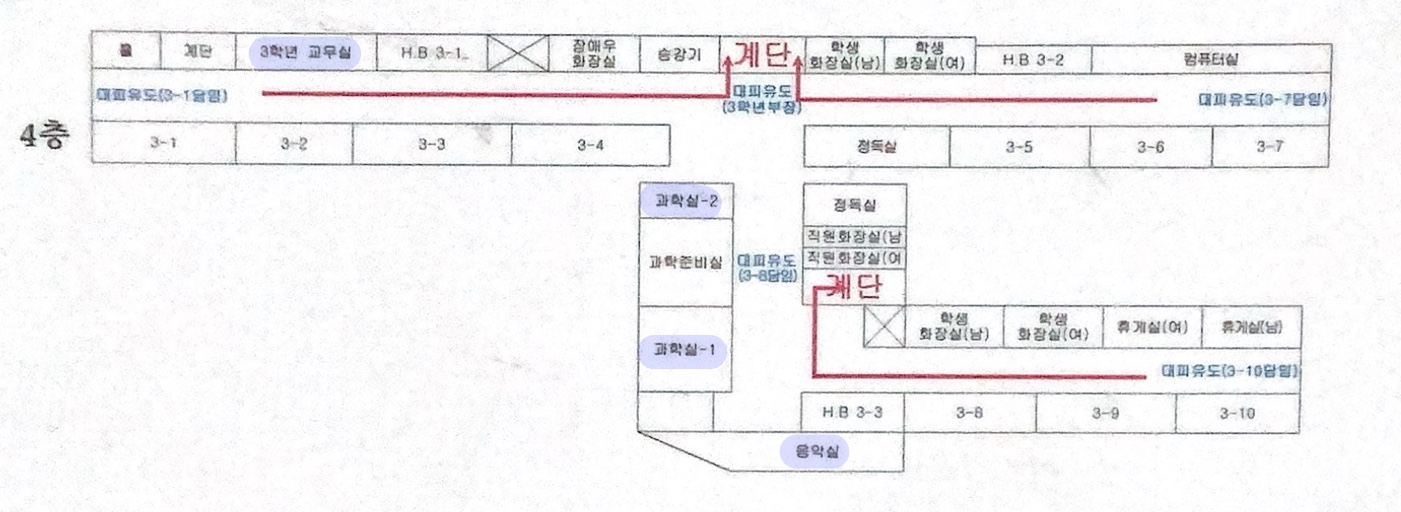 홀 계단 3학년 교무실 H.B 3-1 장애우 화장실 승강기 계단 학생 화장실(남) 학생 화장실(여) H.B 3-2 컴퓨터실
대피유도(3-1담임) 대피유도 (3학년부장) 대피유도(3-7담임)
4층
3-1 3-2 3-3 3-4 정독실 3-5 3-6 3-7
과학실-2 정독실
직원화장실(남
과학준비실 대피유도 (3-8담임) 직원화장실(여
계단
학생 화장실(남) 학생 화장실(여) 휴게실(여) 휴게실(남)
과학실-1
대피유도(3-10담임)
H.B 3-3 3-8 3-9 3-10
음악실